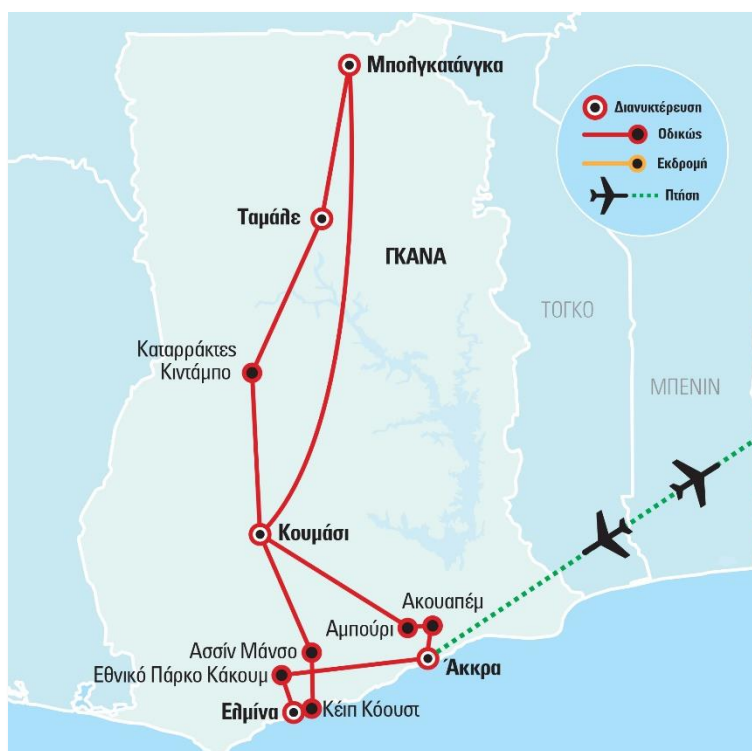 Μπολγκατάνγκα
Διανυκτέρευση
Οδικώς
Εκδρομή
Πτήση
Ταμάλε
ΓΚΑΝΑ
ΤΟΓΚΟ
ΜΠΕΝΙΝ
Καταρράκτες
Κιντάμπο
Κουμάσι
Ακουαπέμ
Αμπούρι
Ασσίν Μάνσο
Εθνικό Πάρκο Κάκουμ
Άκκρα
Ελμίνα
Κέιπ Κόουστ